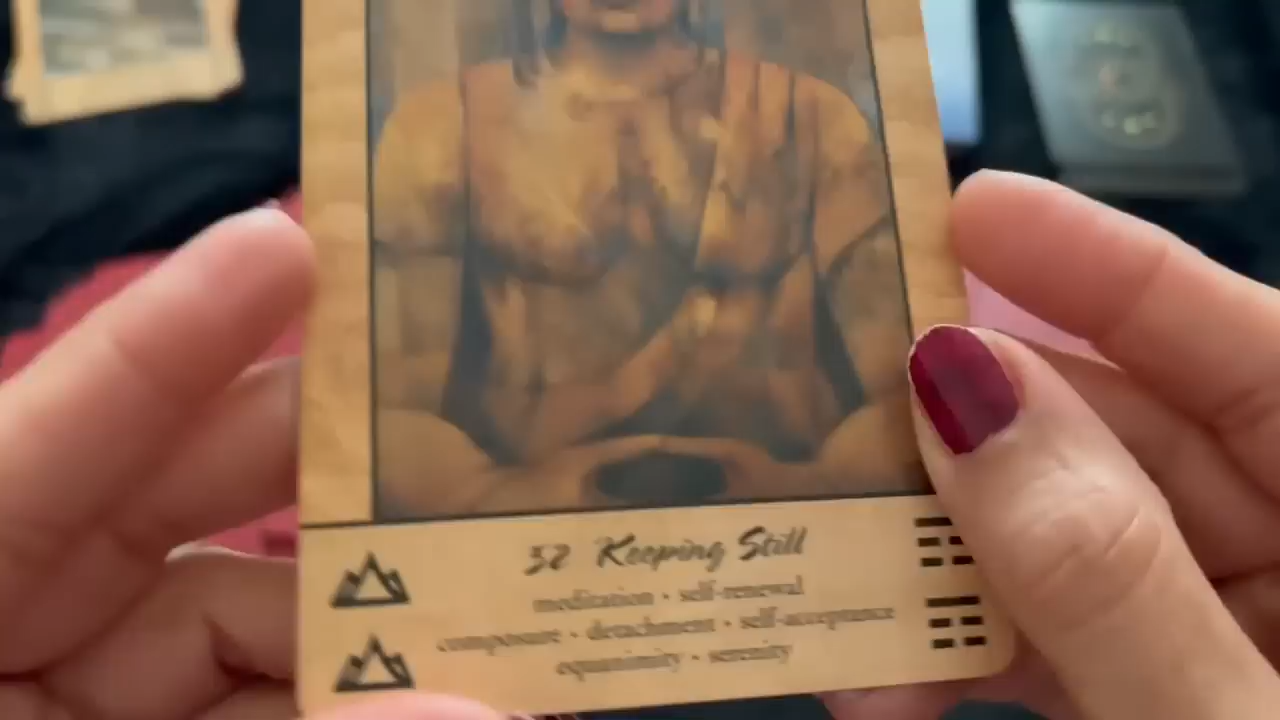 52 Keeping Still
meditation • self-renewal
composure • detachment • self-acceptance
equanimity • serenity